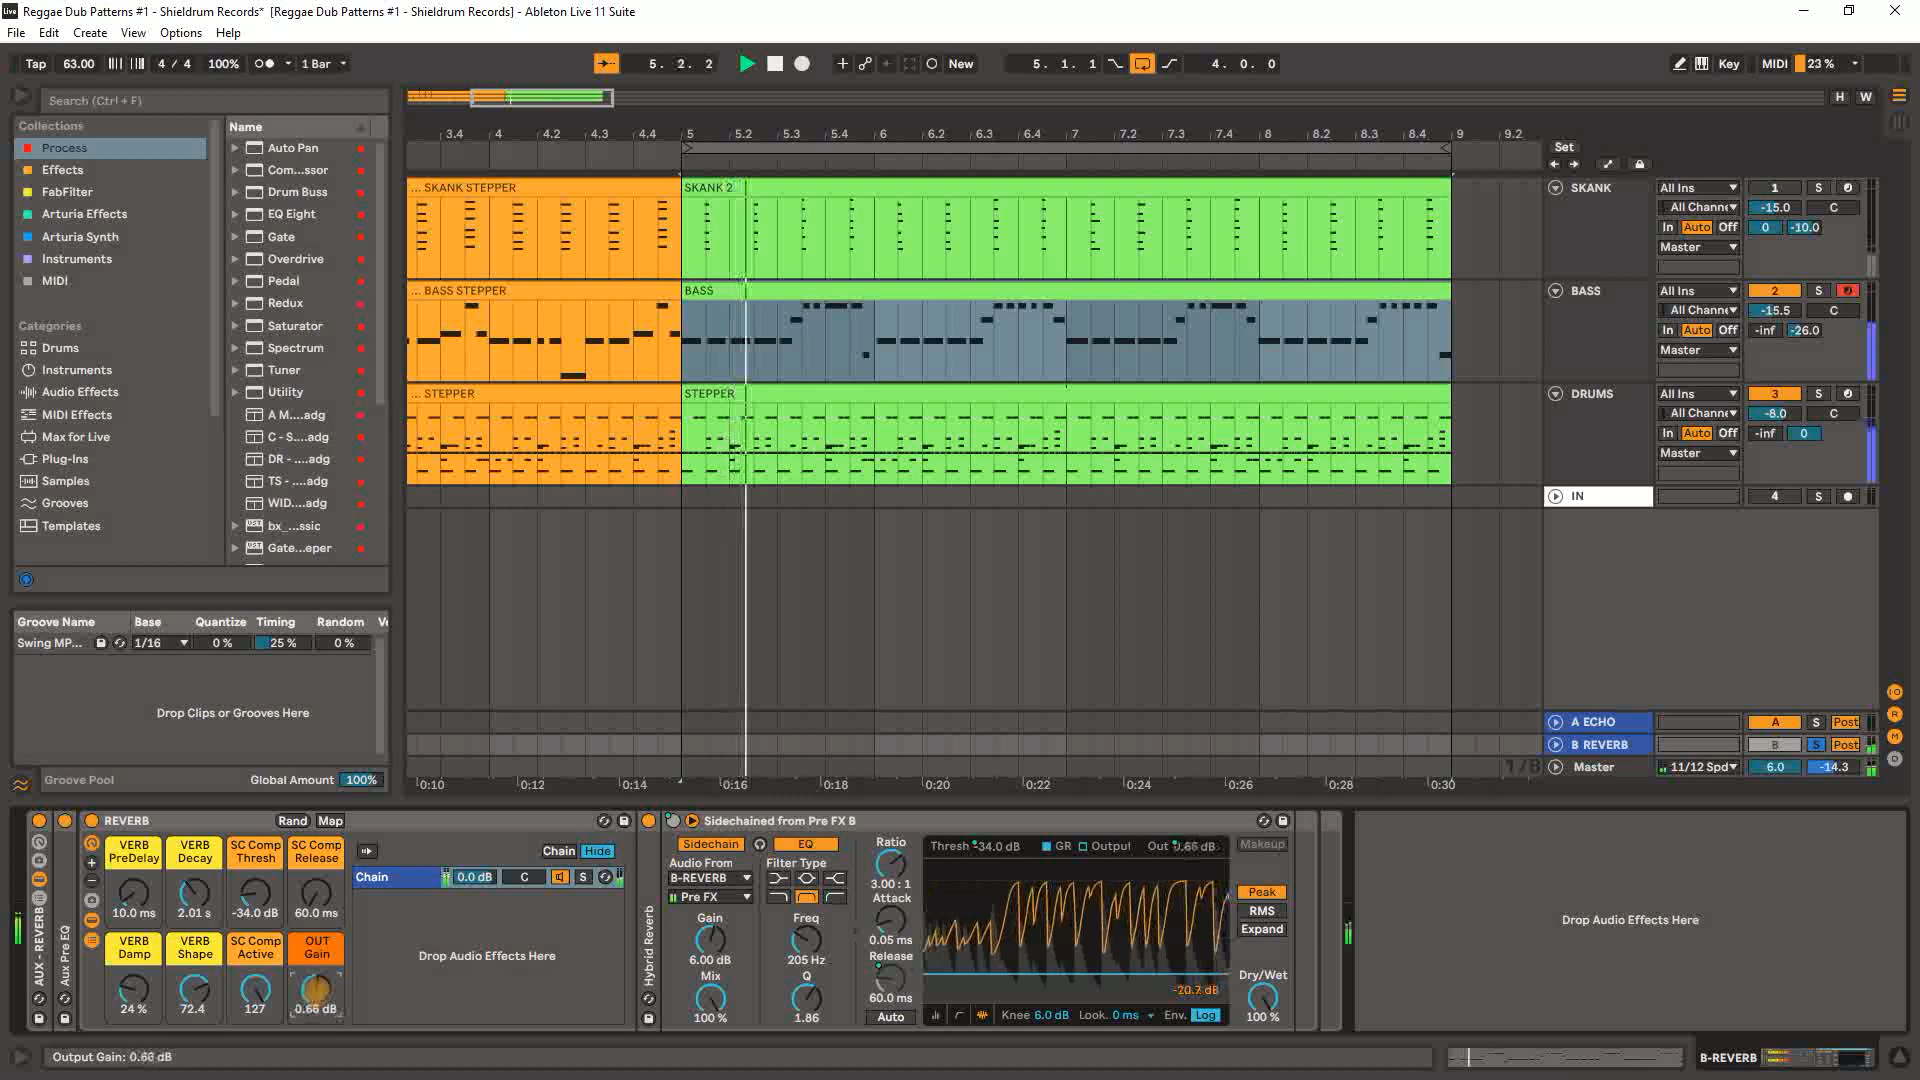 Reggae Dub Patterns #1 - Shieldrum Records*  [Reggae Dub Patterns #1 - Shieldrum Records] - Ableton Live 11 Suite
File Edit Create View Options Help
Tap 63.00 4 / 4 100% 1 Bar 5. 2. 2 New 5. 1. 1 4. 0. 0 Key MIDI 23 %
Search (Ctrl + F)
H W
Collections
Process
Effects
FabFilter
Arturia Effects
Arturia Synth
Instruments
MIDI
Categories
Drums
Instruments
Audio Effects
MIDI Effects
Max for Live
Plug-Ins
Samples
Grooves
Templates
Name
Auto Pan
Com...ssor
Drum Buss
EQ Eight
Gate
Overdrive
Pedal
Redux
Saturator
Spectrum
Tuner
Utility
A M....adg
C - S....adg
DR - ....adg
TS - ....adg
WID....adg
bx_...ssic
Gate...eper
Groove Name Base Quantize Timing Random
Swing MP... 1/16 0 % 25 % 0 %
Drop Clips or Grooves Here
Groove Pool Global Amount 100%
3.4 4 4.2 4.3 4.4 5 5.2 5.3 5.4 6 6.2 6.3 6.4 7 7.2 7.3 7.4 8 8.2 8.3 8.4 9 9.2
Set
... SKANK STEPPER
SKANK 2
... BASS STEPPER
BASS
... STEPPER
STEPPER
SKANK All Ins 1 S
All Channe -15.0 C
In Auto Off 0 -10.0
Master
BASS All Ins 2 S
All Channe -15.5 C
In Auto Off -inf -26.0
Master
DRUMS All Ins 3 S
All Channe -8.0 C
In Auto Off -inf 0
Master
IN 4 S
A ECHO A S Post
B REVERB B S Post
1/8 Master 11/12 Spd 6.0 -14.3
0:10 0:12 0:14 0:16 0:18 0:20 0:22 0:24 0:26 0:28 0:30
IO
R
M
D
AUX - REVERB
Aux Pre EQ
REVERB Rand Map
VERB PreDelay
10.0 ms
VERB Decay
2.01 s
SC Comp Thresh
-34.0 dB
SC Comp Release
60.0 ms
VERB Damp
24 %
VERB Shape
72.4
SC Comp Active
127
OUT Gain
0.66 dB
Chain Hide
Chain 0.0 dB C S
Drop Audio Effects Here
Hybrid Reverb
Sidechained from Pre FX B
Sidechain EQ
Audio From Filter Type
B-REVERB
Pre FX
Gain Freq
6.00 dB 205 Hz
Mix Q
100 % 1.86
Ratio
3.00 : 1
Attack
0.05 ms
Release
60.0 ms
Auto
Thresh -34.0 dB GR Output Out 0.66 dB
-20.7 dB
Knee 6.0 dB Look. 0 ms Env. Log
Makeup
Peak
RMS
Expand
Dry/Wet
100 %
Drop Audio Effects Here
Output Gain: 0.66 dB
B-REVERB